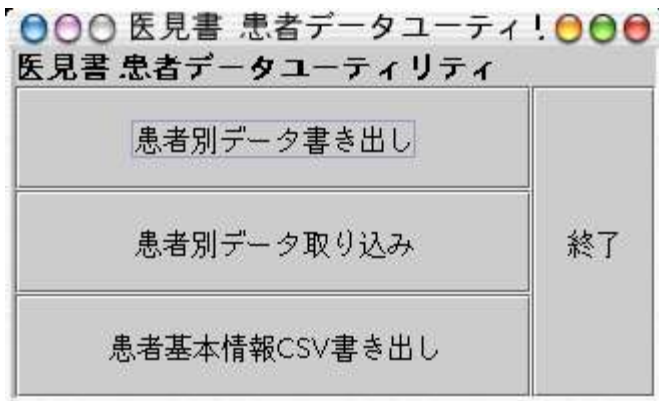 医見書 患者データユーティ
医見書 患者データユーティリティ
患者別データ書き出し
患者別データ取り込み
終了
患者基本情報CSV書き出し